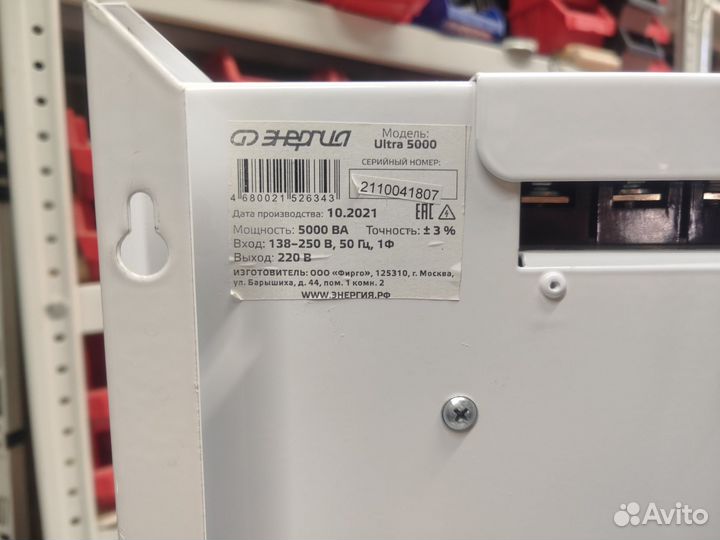 ЭНЕРГИЯ
Модель:
Ultra 5000
СЕРИЙНЫЙ НОМЕР:
2110041807
4 680021 526343
Дата производства: 10.2021
EAC
Мощность: 5000 ВА Точность: ± 3 %
Вход: 138–250 В, 50 Гц, 1Ф
Выход: 220 В
ИЗГОТОВИТЕЛЬ: ООО «Фирго», 125310, г. Москва,
ул. Барышиха, д. 44, пом. 1 комн. 2
WWW.ЭНЕРГИЯ.РФ
Avito